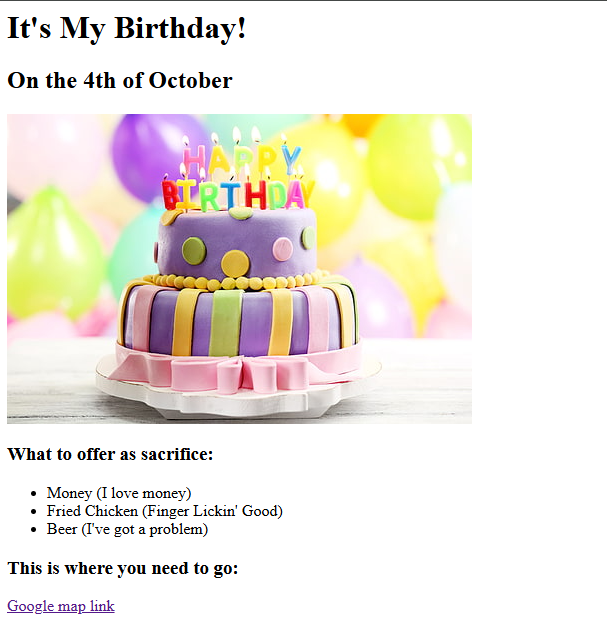 It's My Birthday!
On the 4th of October
HAPPY
BIRTHDAY
What to offer as sacrifice:
Money (I love money)
Fried Chicken (Finger Lickin' Good)
Beer (I've got a problem)
This is where you need to go:
Google map link